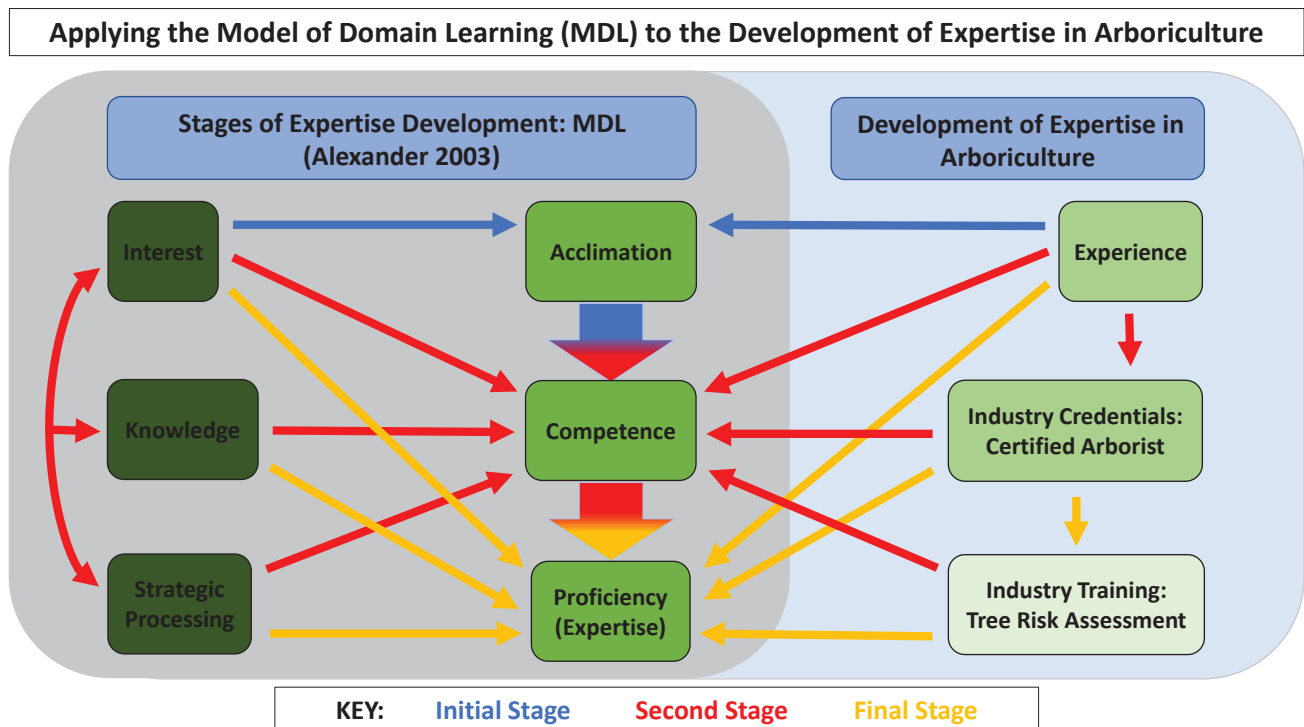 Applying the Model of Domain Learning (MDL) to the Development of Expertise in Arboriculture
Stages of Expertise Development: MDL
(Alexander 2003)
Development of Expertise in
Arboriculture
Interest
Acclimation
Experience
Knowledge
Competence
Industry Credentials:
Certified Arborist
Strategic
Processing
Proficiency
(Expertise)
Industry Training:
Tree Risk Assessment
KEY: Initial Stage Second Stage Final Stage